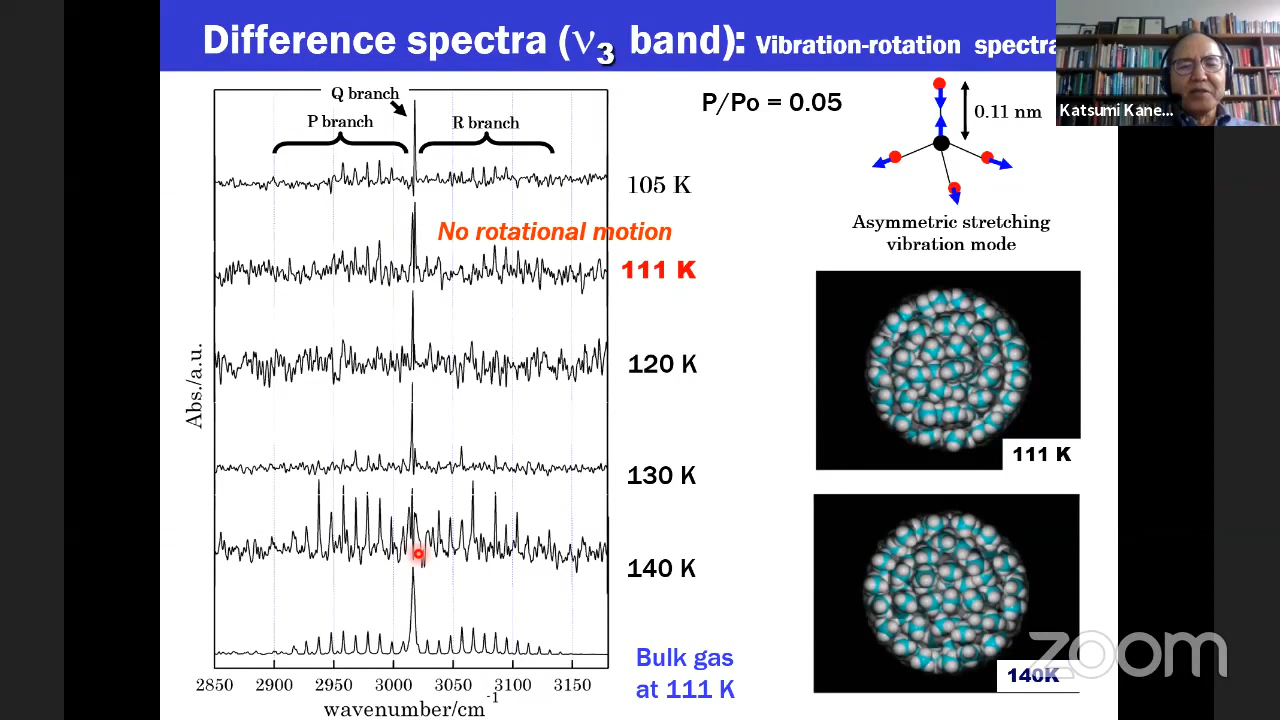 Difference spectra (ν3 band): Vibration-rotation spectra
Katsumi Kane...
Q branch
P branch
R branch
P/Po = 0.05
0.11 nm
105 K
No rotational motion
111 K
120 K
130 K
140 K
Bulk gas
at 111 K
Abs./a.u.
2850 2900 2950 3000 3050 3100 3150
wavenumber/cm-1
Asymmetric stretching
vibration mode
111 K
140K
zoom